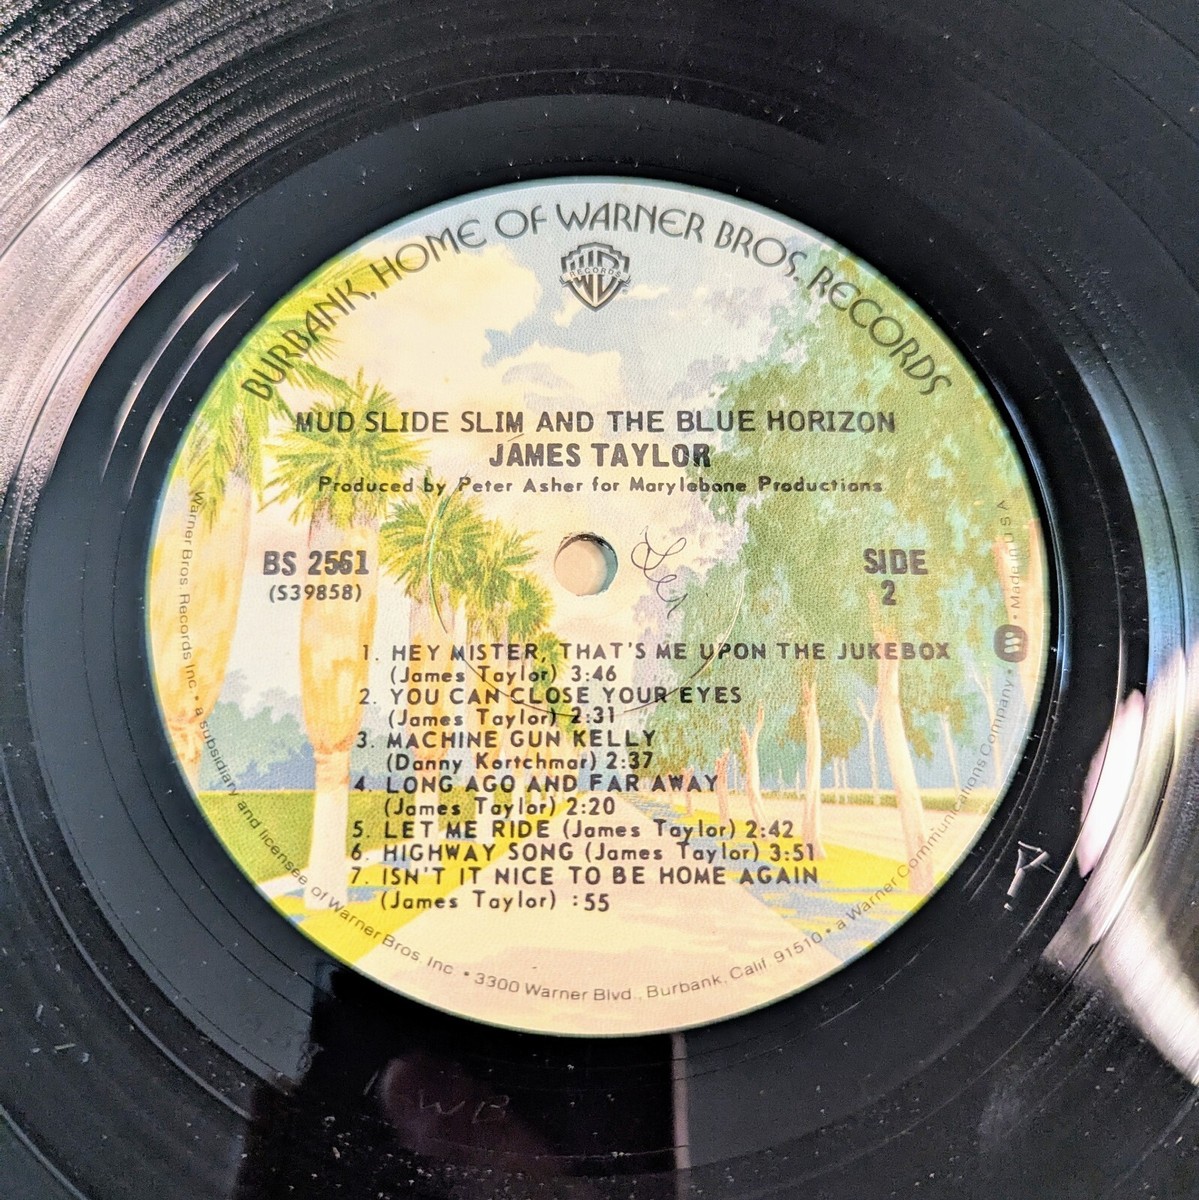 BURBANK, HOME OF WARNER BROS. RECORDS
RECORDS
MUD SLIDE SLIM AND THE BLUE HORIZON
JAMES TAYLOR
Produced by Peter Asher for Marylebone Productions
BS 2561
(S39858)
SIDE
2
1. HEY MISTER, THAT'S ME UPON THE JUKEBOX
(James Taylor) 3:46
2. YOU CAN CLOSE YOUR EYES
(James Taylor) 2:31
3. MACHINE GUN KELLY
(Danny Kortchmar) 2:37
4. LONG AGO AND FAR AWAY
(James Taylor) 2:20
5. LET ME RIDE (James Taylor) 2:42
6. HIGHWAY SONG (James Taylor) 3:51
7. ISN'T IT NICE TO BE HOME AGAIN
(James Taylor) :55
Warner Bros. Records Inc. • a subsidiary and licensee of Warner Bros. Inc. • 3300 Warner Blvd., Burbank, Calif. 91510 • a Warner Communications Company • Made in U S A
WB